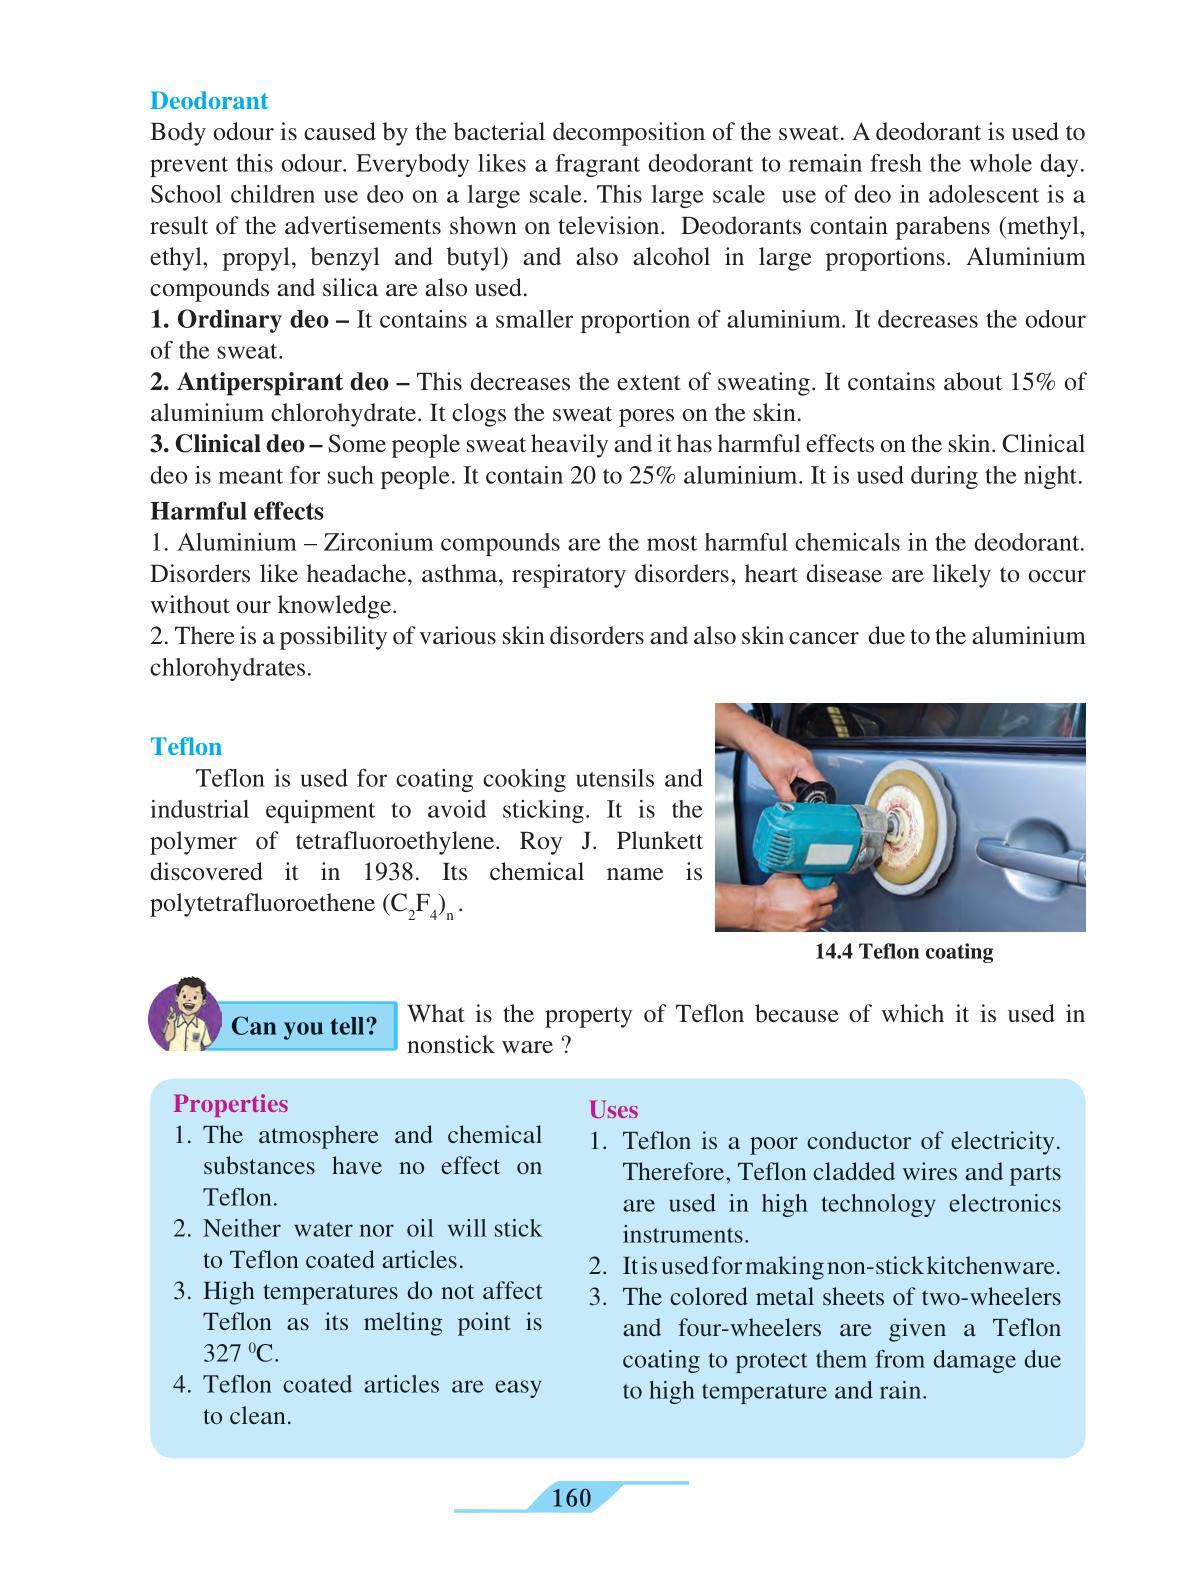 Deodorant
Body odour is caused by the bacterial decomposition of the sweat. A deodorant is used to
prevent this odour. Everybody likes a fragrant deodorant to remain fresh the whole day.
School children use deo on a large scale. This large scale use of deo in adolescent is a
result of the advertisements shown on television. Deodorants contain parabens (methyl,
ethyl, propyl, benzyl and butyl) and also alcohol in large proportions. Aluminium
compounds and silica are also used.
1. Ordinary deo – It contains a smaller proportion of aluminium. It decreases the odour
of the sweat.
2. Antiperspirant deo – This decreases the extent of sweating. It contains about 15% of
aluminium chlorohydrate. It clogs the sweat pores on the skin.
3. Clinical deo – Some people sweat heavily and it has harmful effects on the skin. Clinical
deo is meant for such people. It contain 20 to 25% aluminium. It is used during the night.
Harmful effects
1. Aluminium – Zirconium compounds are the most harmful chemicals in the deodorant.
Disorders like headache, asthma, respiratory disorders, heart disease are likely to occur
without our knowledge.
2. There is a possibility of various skin disorders and also skin cancer due to the aluminium
chlorohydrates.
Teflon
Teflon is used for coating cooking utensils and
industrial equipment to avoid sticking. It is the
polymer of tetrafluoroethylene. Roy J. Plunkett
discovered it in 1938. Its chemical name is
polytetrafluoroethene (C₂F₄)ₙ .
14.4 Teflon coating
Can you tell?
What is the property of Teflon because of which it is used in
nonstick ware ?
Properties
1. The atmosphere and chemical
substances have no effect on
Teflon.
2. Neither water nor oil will stick
to Teflon coated articles.
3. High temperatures do not affect
Teflon as its melting point is
327 ⁰C.
4. Teflon coated articles are easy
to clean.
Uses
1. Teflon is a poor conductor of electricity.
Therefore, Teflon cladded wires and parts
are used in high technology electronics
instruments.
2. It is used for making non-stick kitchenware.
3. The colored metal sheets of two-wheelers
and four-wheelers are given a Teflon
coating to protect them from damage due
to high temperature and rain.
160